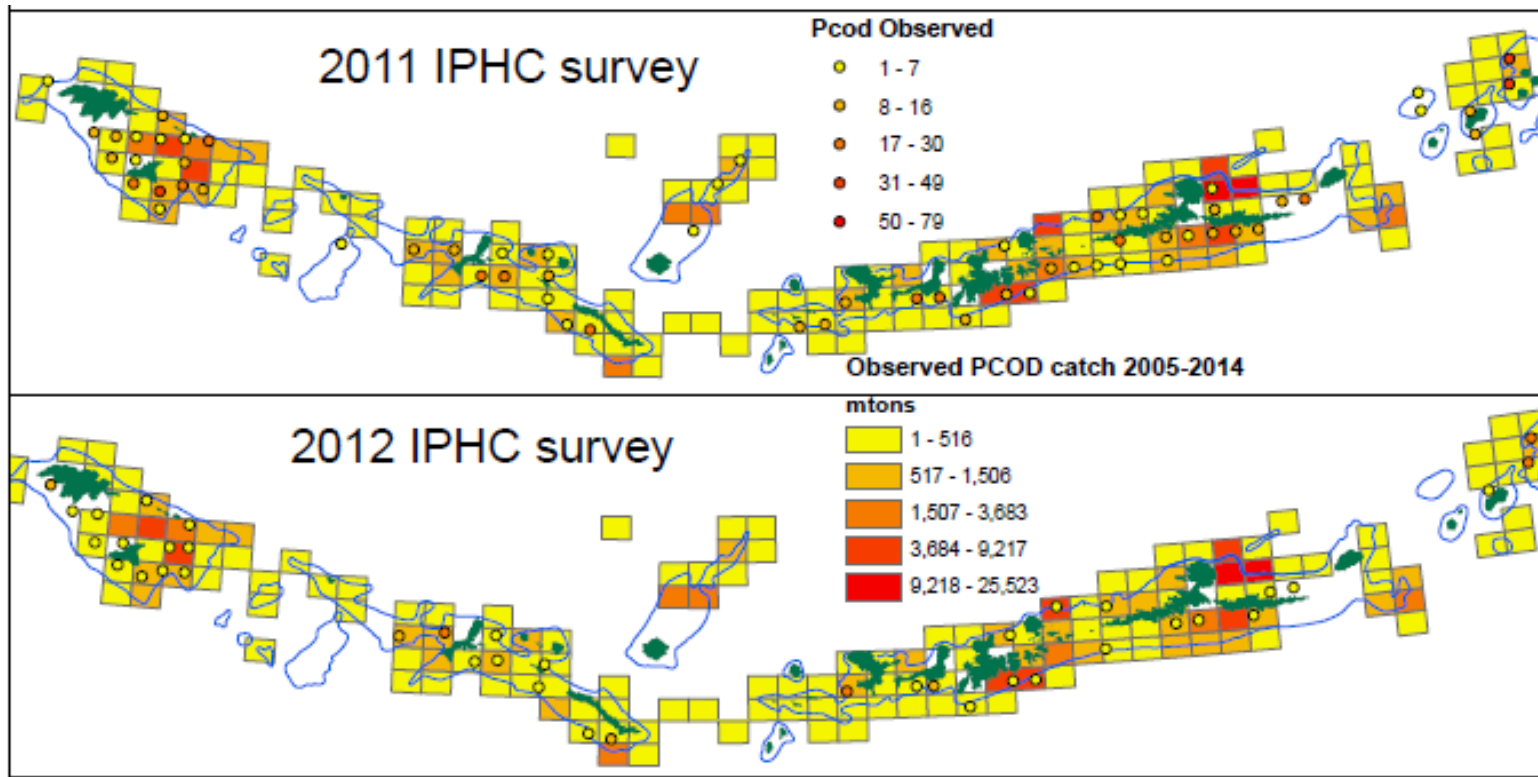 2011 IPHC survey
Pcod Observed
1 - 7
8 - 16
17 - 30
31 - 49
50 - 79
Observed PCOD catch 2005-2014
2012 IPHC survey
mtons
1 - 516
517 - 1,506
1,507 - 3,683
3,684 - 9,217
9,218 - 25,523